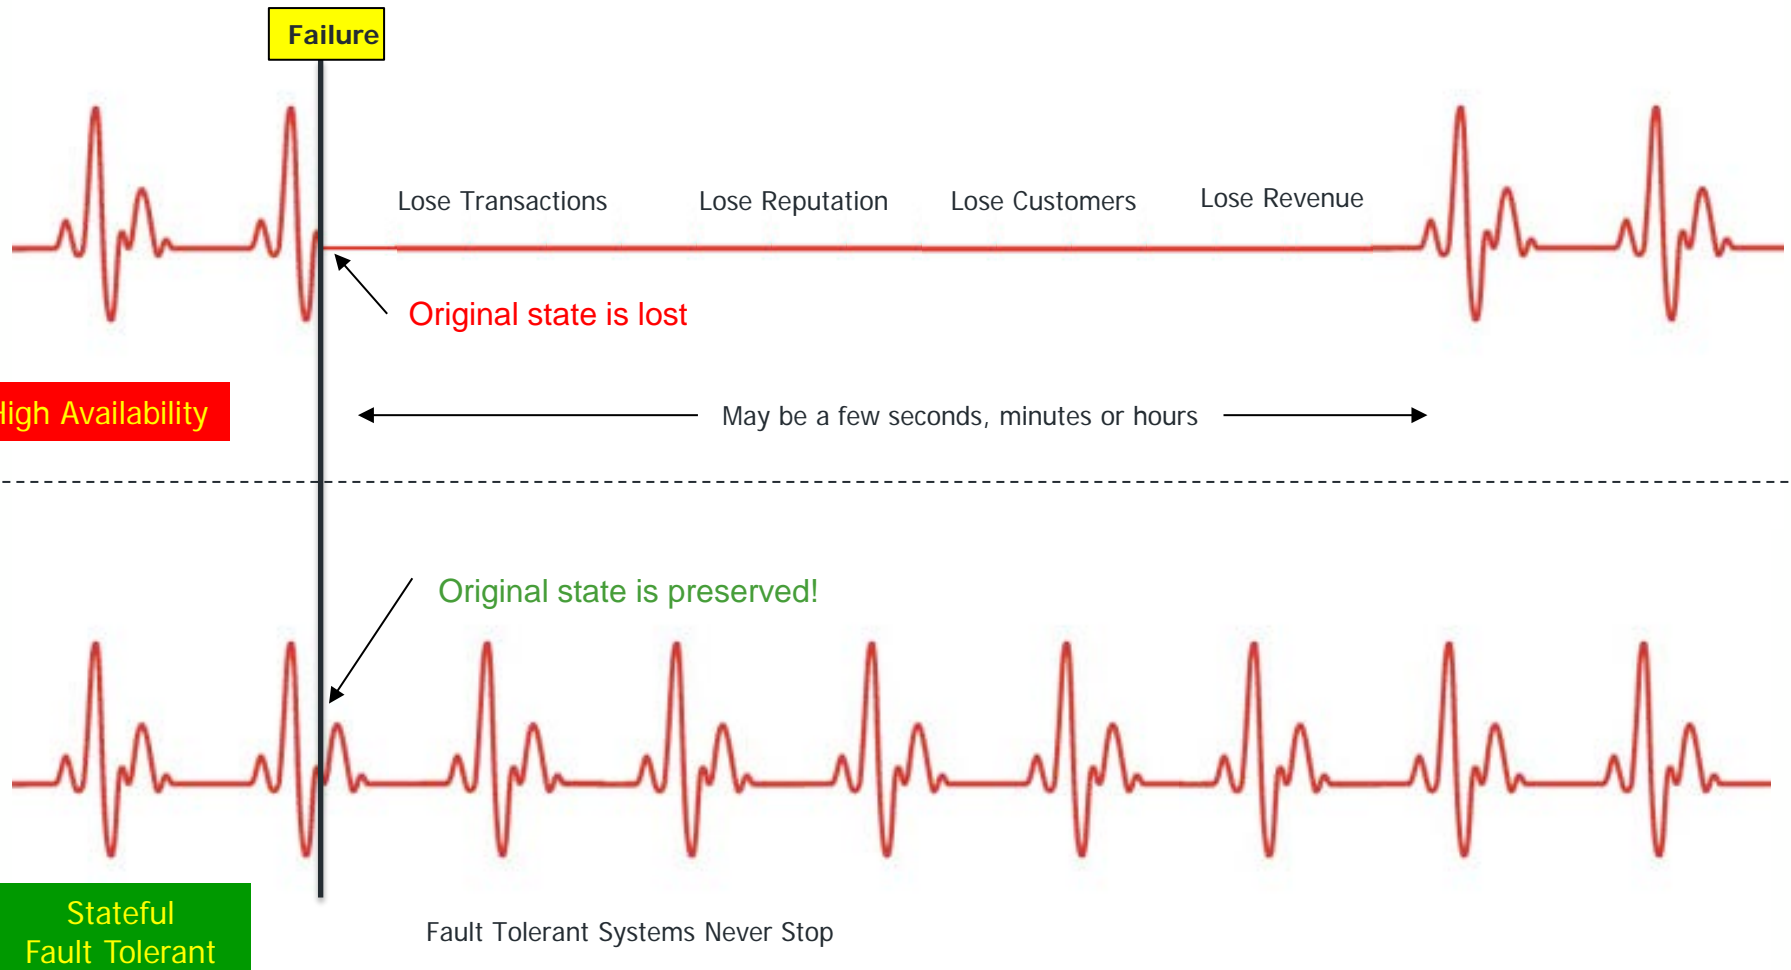 Failure
Lose Transactions
Lose Reputation
Lose Customers
Lose Revenue
Original state is lost
High Availability
May be a few seconds, minutes or hours
Original state is preserved!
Stateful
Fault Tolerant
Fault Tolerant Systems Never Stop